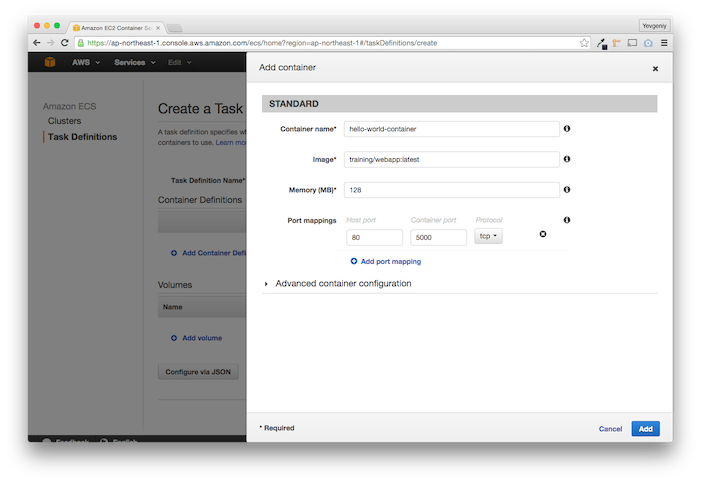 Amazon EC2 Container Se
Yevgeniy
https://ap-northeast-1.console.aws.amazon.com/ecs/home?region=ap-northeast-1#/taskDefinitions/create
AWS
Services
Edit
Amazon ECS
Clusters
Task Definitions
Create a Task
A task definition specifies
containers to use. Learn mo
Task Definition Name*
Container Definitions
Add Container Defi
Volumes
Name
Add volume
Configure via JSON
Feedback
English
Add container
STANDARD
Container name*
hello-world-container
Image*
training/webapp:latest
Memory (MB)*
128
Port mappings
Host port
Container port
Protocol
80
5000
tcp
Add port mapping
Advanced container configuration
* Required
Cancel
Add